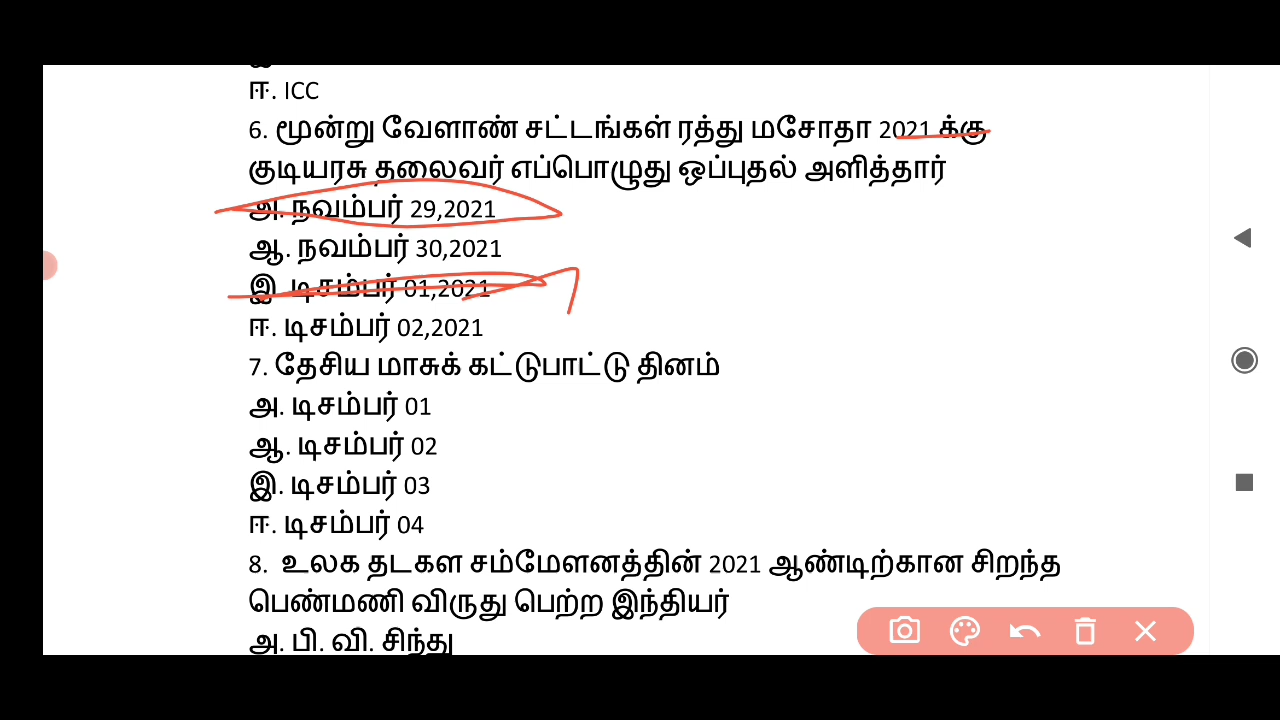 ஈ. ICC
6. மூன்று வேளாண் சட்டங்கள் ரத்து மசோதா 2021 க்கு
குடியரசு தலைவர் எப்பொழுது ஒப்புதல் அளித்தார்
அ. நவம்பர் 29,2021
ஆ. நவம்பர் 30,2021
இ. டிசம்பர் 01,2021
ஈ. டிசம்பர் 02,2021
7. தேசிய மாசுக் கட்டுபாட்டு தினம்
அ. டிசம்பர் 01
ஆ. டிசம்பர் 02
இ. டிசம்பர் 03
ஈ. டிசம்பர் 04
8. உலக தடகள சம்மேளனத்தின் 2021 ஆண்டிற்கான சிறந்த
பெண்மணி விருது பெற்ற இந்தியர்
அ. பி. வி. சிந்து